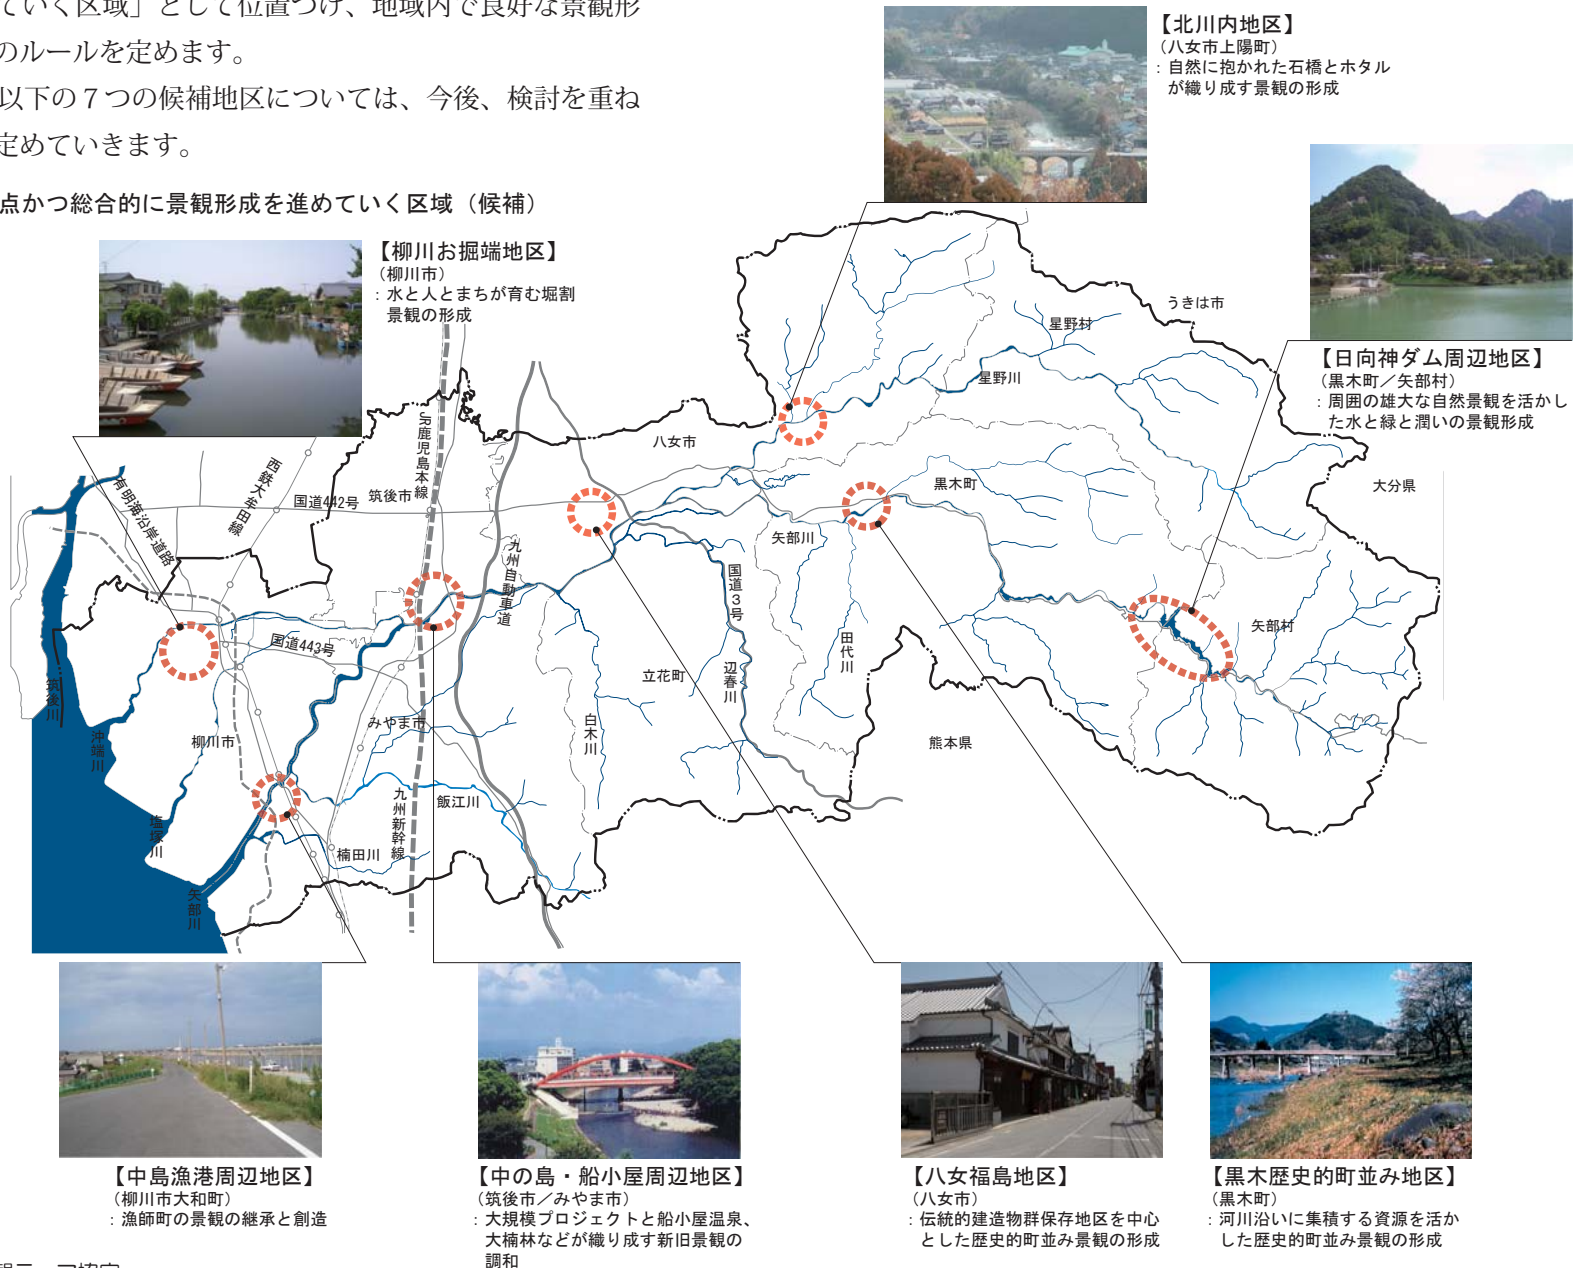 ていく区域」として位置づけ、地域内で良好な景観形
のルールを定めます。
以下の７つの候補地区については、今後、検討を重ね
定めていきます。
点かつ総合的に景観形成を進めていく区域（候補）
【北川内地区】
（八女市上陽町）
：自然に抱かれた石橋とホタル
が織り成す景観の形成
【柳川お掘端地区】
（柳川市）
：水と人とまちが育む堀割
景観の形成
【日向神ダム周辺地区】
（黒木町／矢部村）
：周囲の雄大な自然景観を活かし
た水と緑と潤いの景観形成
うきは市
星野村
星野川
八女市
大分県
黒木町
JR鹿児島本線
筑後市
西鉄大牟田線
国道442号
有明海沿岸道路
矢部川
九州自動車道
国道３号
国道443号
田代川
矢部村
立花町
辺春川
筑後川
みやま市
白木川
沖端川
柳川市
熊本県
飯江川
九州新幹線
塩塚川
楠田川
矢部川
【中島漁港周辺地区】
（柳川市大和町）
：漁師町の景観の継承と創造
【中の島・船小屋周辺地区】
（筑後市／みやま市）
：大規模プロジェクトと船小屋温泉、
大楠林などが織り成す新旧景観の
調和
【八女福島地区】
（八女市）
：伝統的建造物群保存地区を中心
とした歴史的町並み景観の形成
【黒木歴史的町並み地区】
（黒木町）
：河川沿いに集積する資源を活か
した歴史的町並み景観の形成